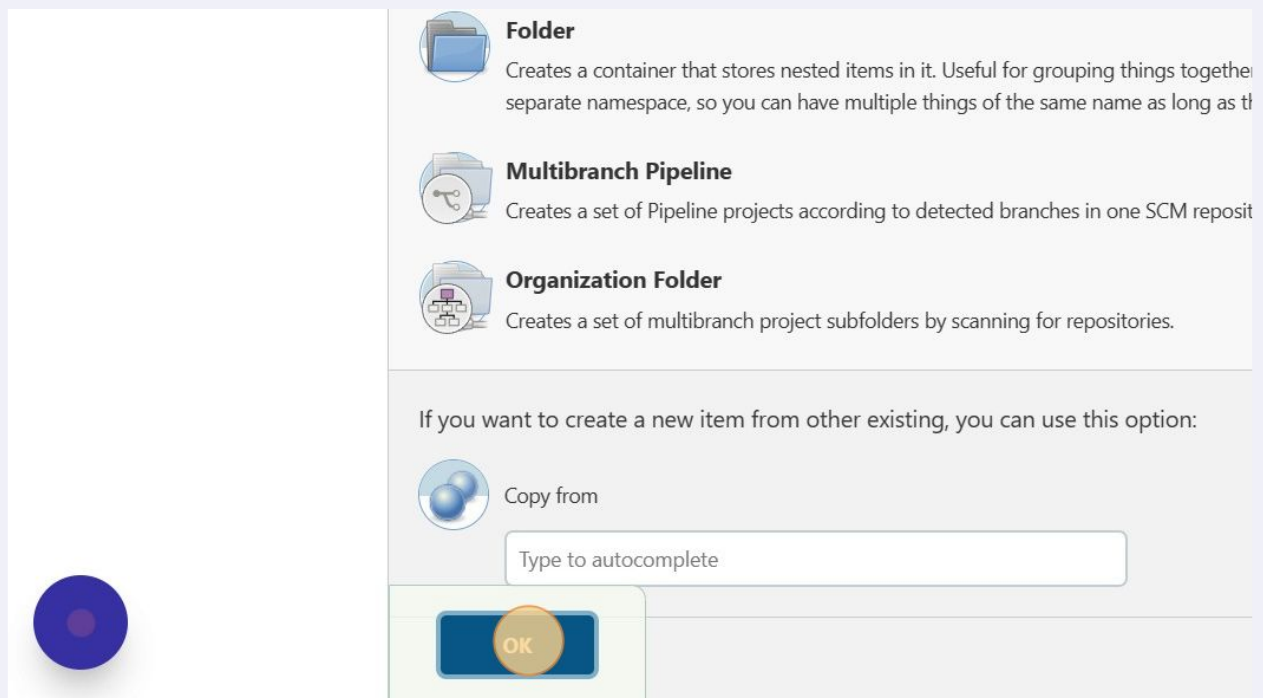 Folder
Creates a container that stores nested items in it. Useful for grouping things together
separate namespace, so you can have multiple things of the same name as long as
Multibranch Pipeline
Creates a set of Pipeline projects according to detected branches in one SCM
Organization Folder
Creates a set of multibranch project subfolders by scanning for repositories.
If you want to create a new item from other existing, you can use this option:
Copy from
Type to autocomplete
OK